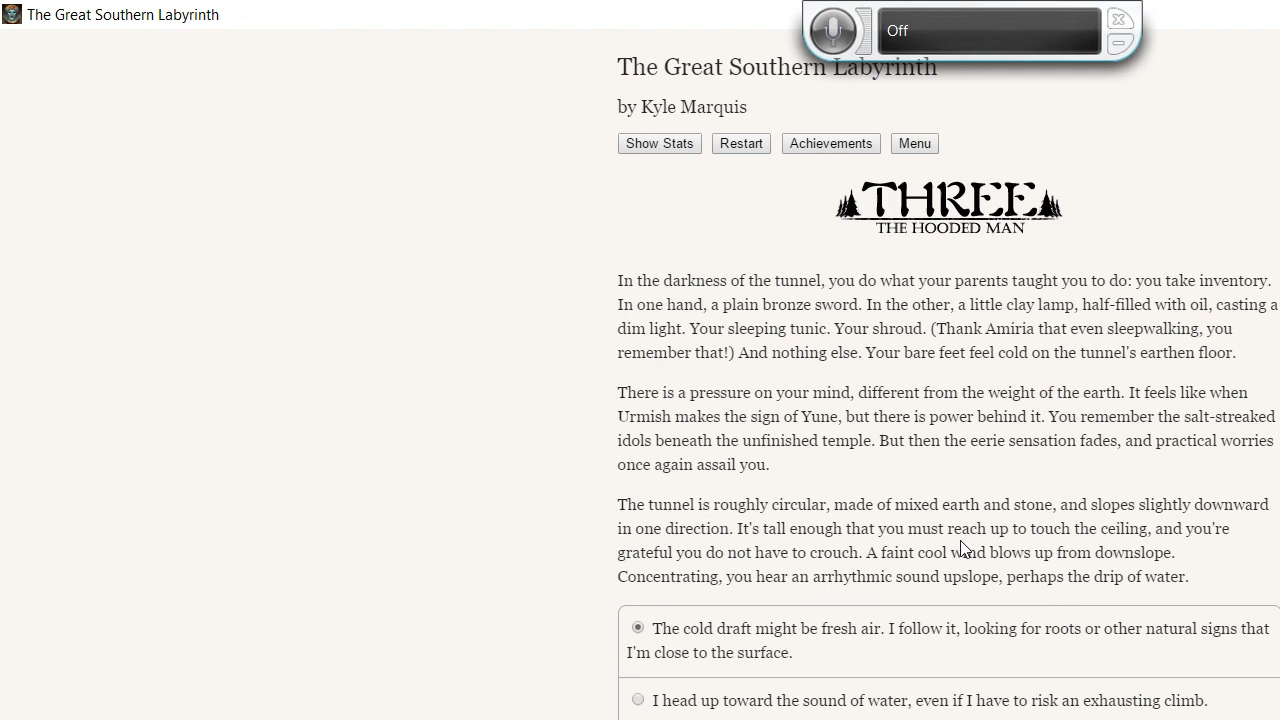 The Great Southern Labyrinth
Off
The Great Southern Labyrinth
by Kyle Marquis
Show Stats Restart Achievements Menu
THREE
THE HOODED MAN
In the darkness of the tunnel, you do what your parents taught you to do: you take inventory.
In one hand, a plain bronze sword. In the other, a little clay lamp, half-filled with oil, casting a
dim light. Your sleeping tunic. Your shroud. (Thank Amiria that even sleepwalking, you
remember that!) And nothing else. Your bare feet feel cold on the tunnel's earthen floor.
There is a pressure on your mind, different from the weight of the earth. It feels like when
Urmish makes the sign of Yune, but there is power behind it. You remember the salt-streaked
idols beneath the unfinished temple. But then the eerie sensation fades, and practical worries
once again assail you.
The tunnel is roughly circular, made of mixed earth and stone, and slopes slightly downward
in one direction. It's tall enough that you must reach up to touch the ceiling, and you're
grateful you do not have to crouch. A faint cool wind blows up from downslope.
Concentrating, you hear an arrhythmic sound upslope, perhaps the drip of water.
The cold draft might be fresh air. I follow it, looking for roots or other natural signs that
I'm close to the surface.
I head up toward the sound of water, even if I have to risk an exhausting climb.